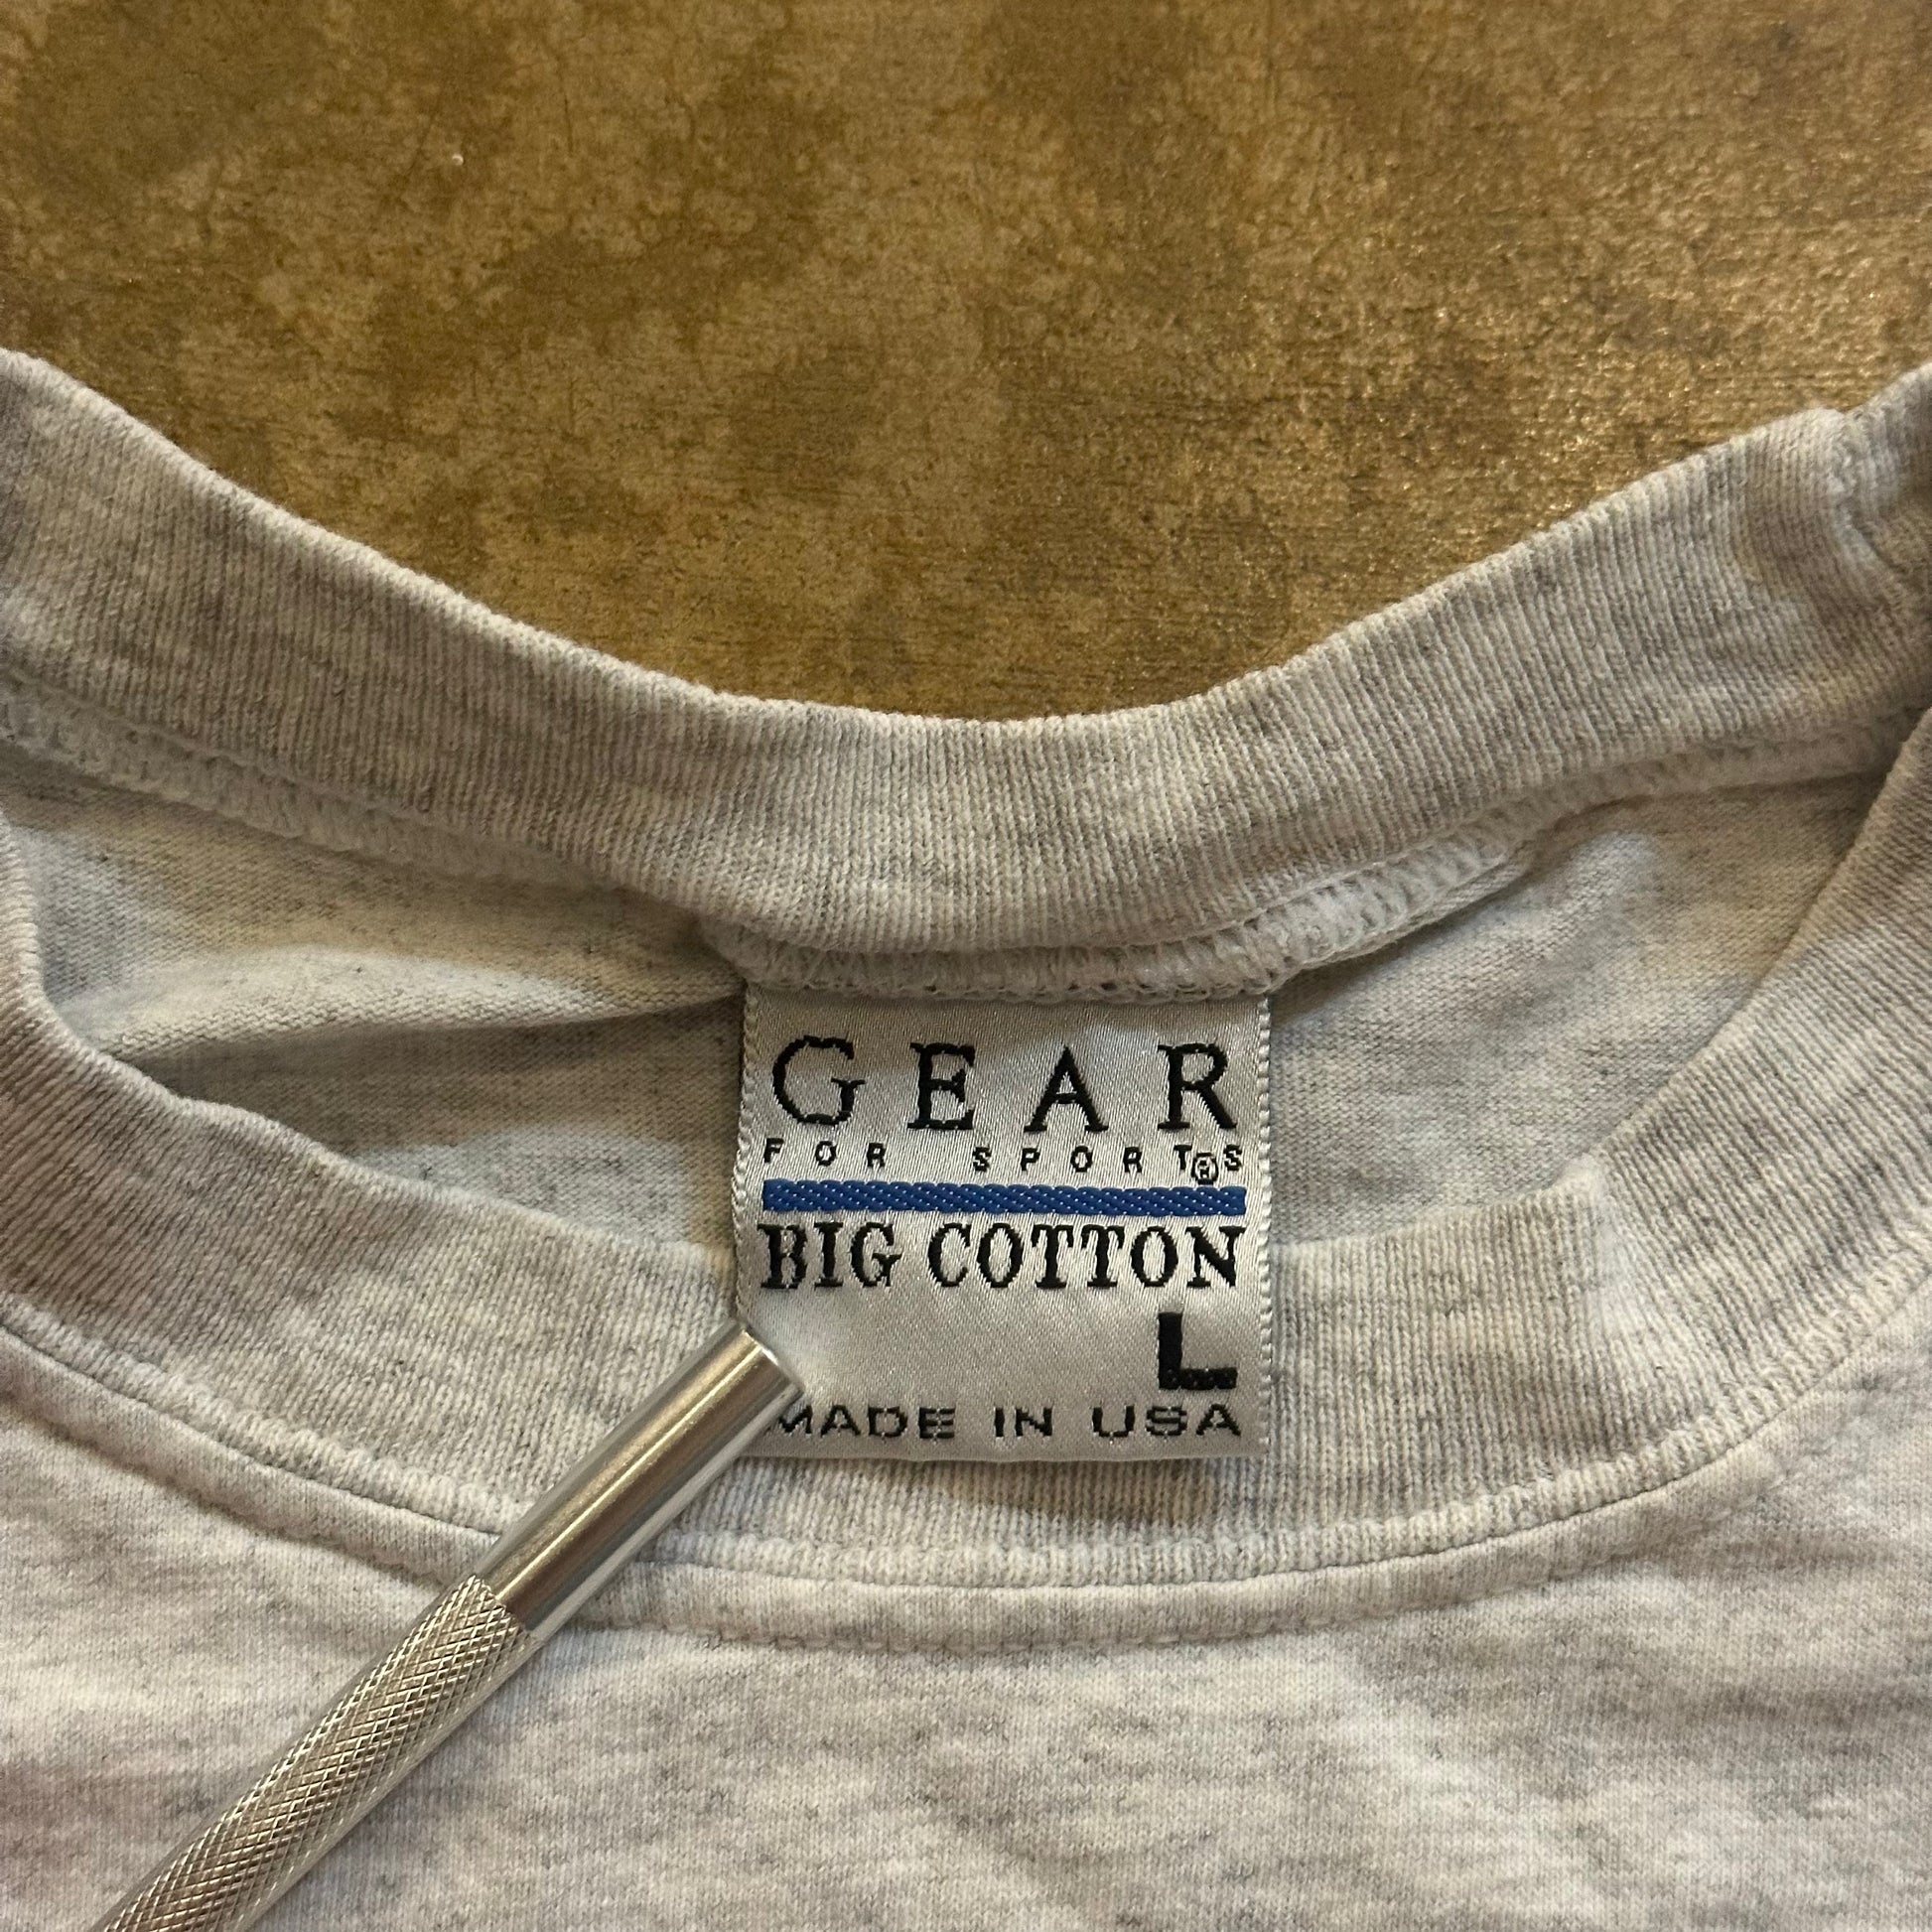 GEAR
FOR SPORTS®
BIG COTTON
L
MADE IN USA